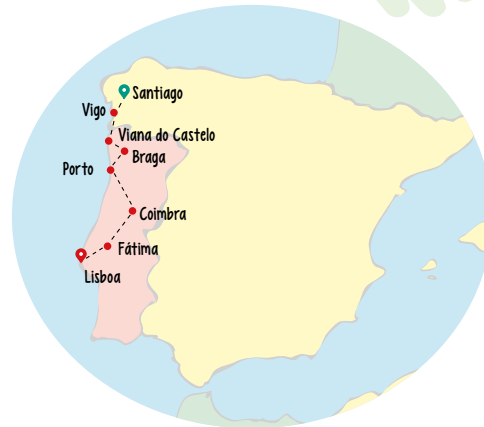 Santiago
Vigo
Viana do Castelo
Braga
Porto
Coimbra
Fátima
Lisboa